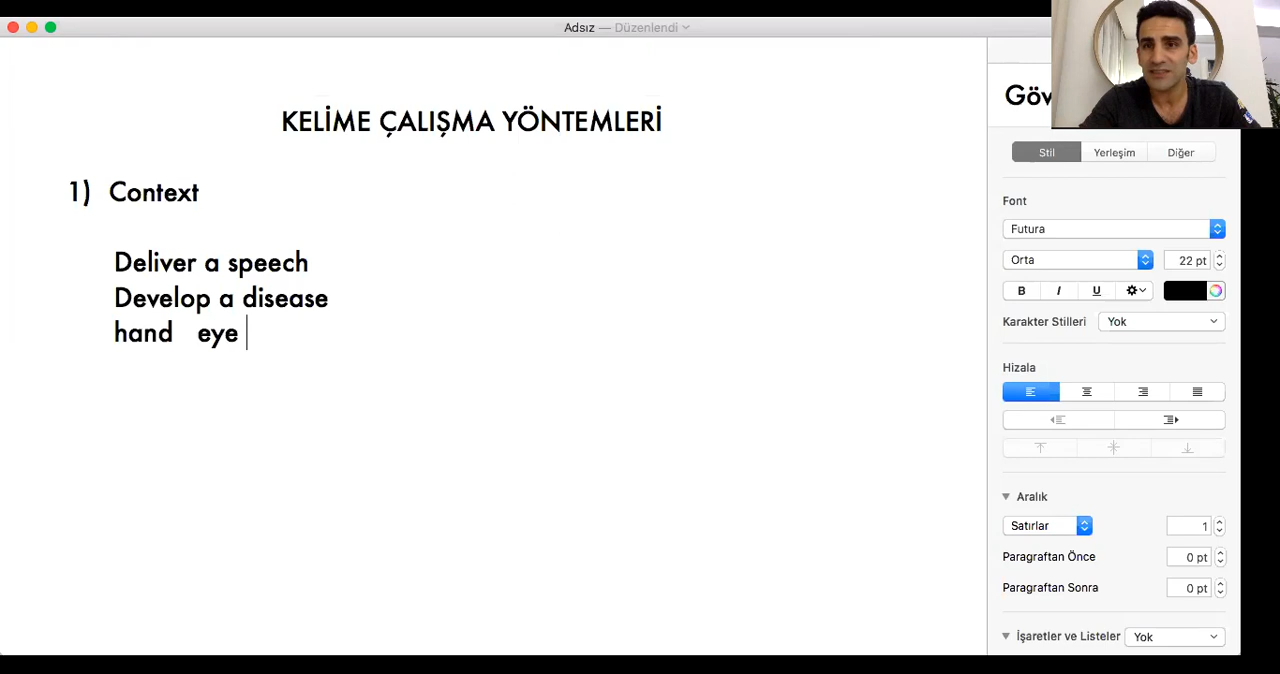 Adsız — Düzenlendi
KELİME ÇALIŞMA YÖNTEMLERİ
1) Context
Deliver a speech
Develop a disease
hand eye
Stil Yerleşim Diğer
Font
Futura
Orta 22 pt
B I U
Karakter Stilleri Yok
Hizala
Aralık
Satırlar 1
Paragraftan Önce 0 pt
Paragraftan Sonra 0 pt
İşaretler ve Listeler Yok